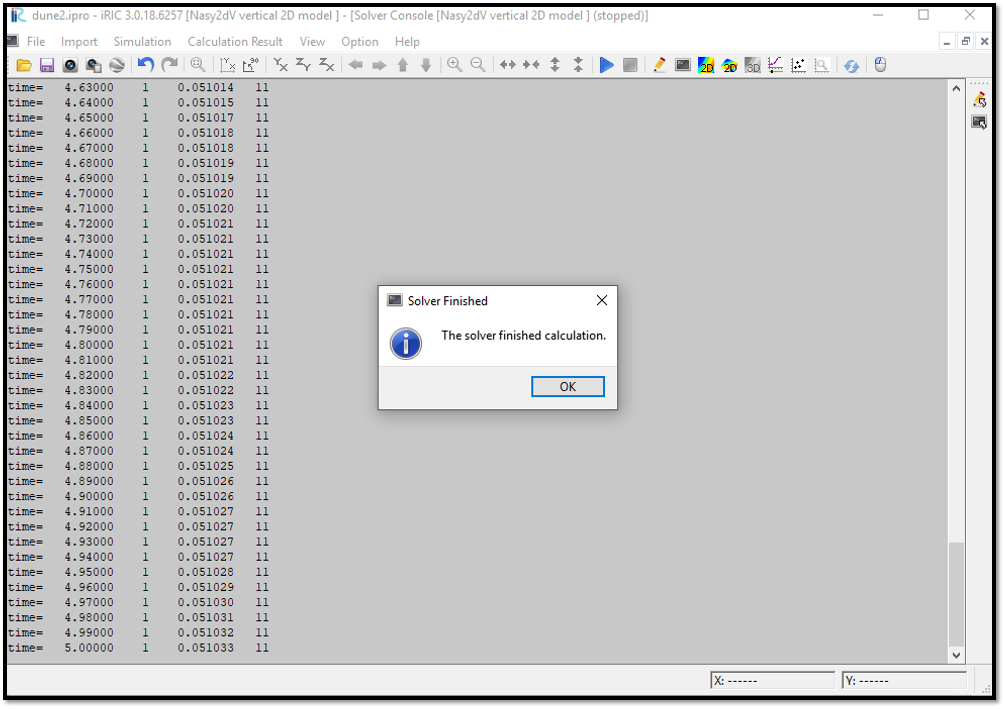 iRIC dune2.ipro - iRIC 3.0.18.6257 [Nasy2dV vertical 2D model ] - [Solver Console [Nasy2dV vertical 2D model ] (stopped)]
File Import Simulation Calculation Result View Option Help
2D 2D 3D
time= 4.63000 1 0.051014 11
time= 4.64000 1 0.051015 11
time= 4.65000 1 0.051017 11
time= 4.66000 1 0.051018 11
time= 4.67000 1 0.051018 11
time= 4.68000 1 0.051019 11
time= 4.69000 1 0.051019 11
time= 4.70000 1 0.051020 11
time= 4.71000 1 0.051020 11
time= 4.72000 1 0.051021 11
time= 4.73000 1 0.051021 11
time= 4.74000 1 0.051021 11
time= 4.75000 1 0.051021 11
time= 4.76000 1 0.051021 11
time= 4.77000 1 0.051021 11
time= 4.78000 1 0.051021 11
time= 4.79000 1 0.051021 11
time= 4.80000 1 0.051021 11
time= 4.81000 1 0.051021 11
time= 4.82000 1 0.051022 11
time= 4.83000 1 0.051022 11
time= 4.84000 1 0.051023 11
time= 4.85000 1 0.051023 11
time= 4.86000 1 0.051024 11
time= 4.87000 1 0.051024 11
time= 4.88000 1 0.051025 11
time= 4.89000 1 0.051026 11
time= 4.90000 1 0.051026 11
time= 4.91000 1 0.051027 11
time= 4.92000 1 0.051027 11
time= 4.93000 1 0.051027 11
time= 4.94000 1 0.051027 11
time= 4.95000 1 0.051028 11
time= 4.96000 1 0.051029 11
time= 4.97000 1 0.051030 11
time= 4.98000 1 0.051031 11
time= 4.99000 1 0.051032 11
time= 5.00000 1 0.051033 11
Solver Finished
The solver finished calculation.
OK
X: ------ Y: ------